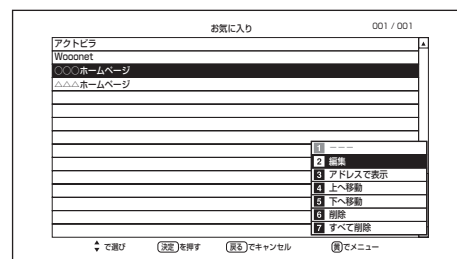 お気に入り 001 / 001
アクトビラ
Wooonet
○○○ホームページ
△△△ホームページ
1 ーーー
2 編集
3 アドレスで表示
4 上へ移動
5 下へ移動
6 削除
7 すべて削除
で選び 決定 を押す 戻る でキャンセル 黄 でメニュー